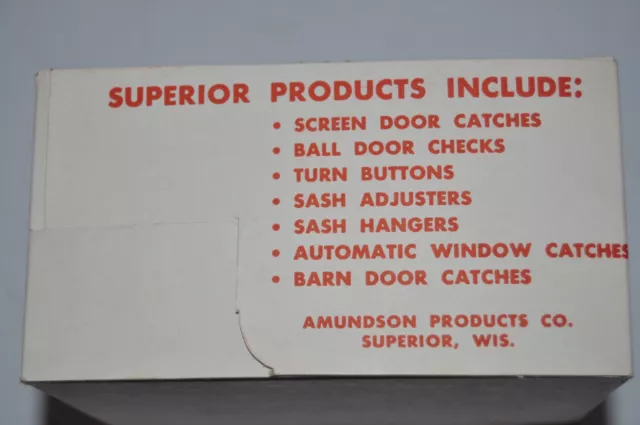 SUPERIOR PRODUCTS INCLUDE:
• SCREEN DOOR CATCHES
• BALL DOOR CHECKS
• TURN BUTTONS
• SASH ADJUSTERS
• SASH HANGERS
• AUTOMATIC WINDOW CATCHES
• BARN DOOR CATCHES
AMUNDSON PRODUCTS CO.
SUPERIOR, WIS.